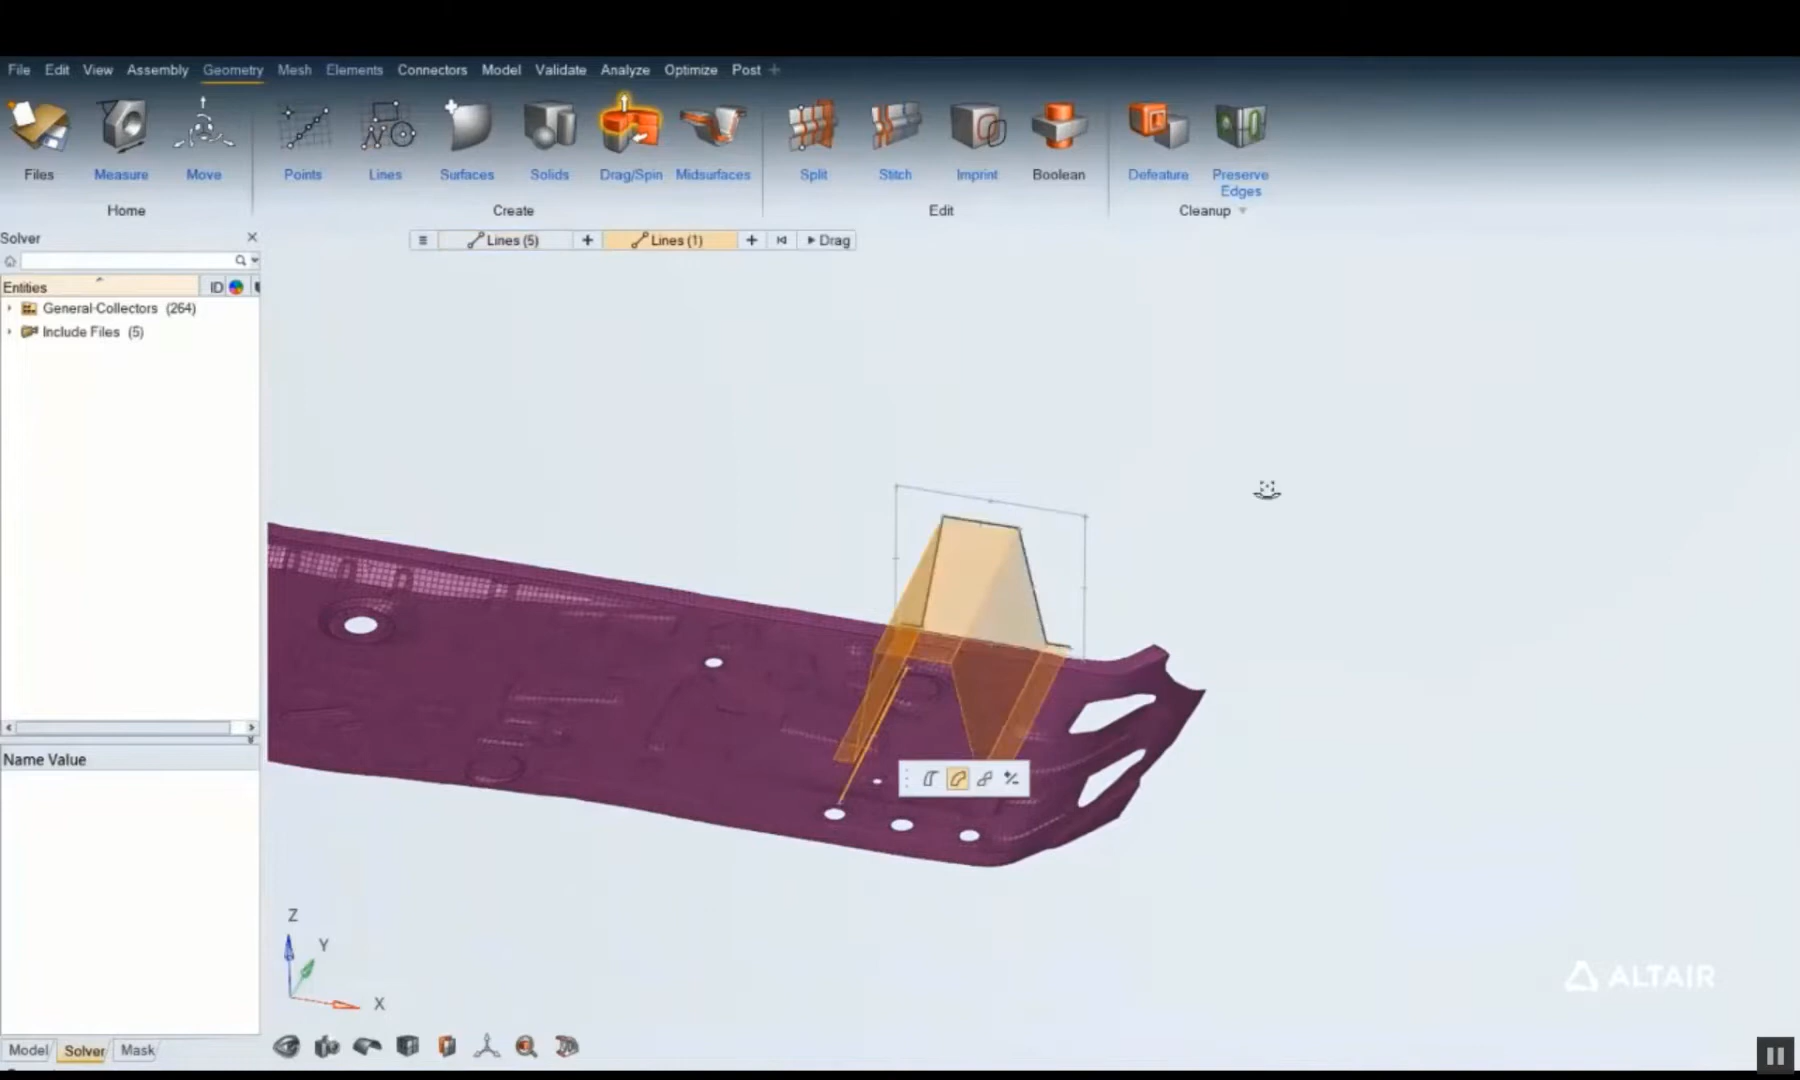 File Edit View Assembly Geometry Mesh Elements Connectors Model Validate Analyze Optimize Post
Files Measure Move Points Lines Surfaces Solids Drag/Spin Midsurfaces Split Stitch Imprint Boolean Defeature Preserve
Edges
Home Create Edit Cleanup
Solver
Lines (5) Lines (1) Drag
Entities ID
General-Collectors (264)
Include Files (5)
Name Value
Z
Y
X
ALTAIR
Model Solver Mask